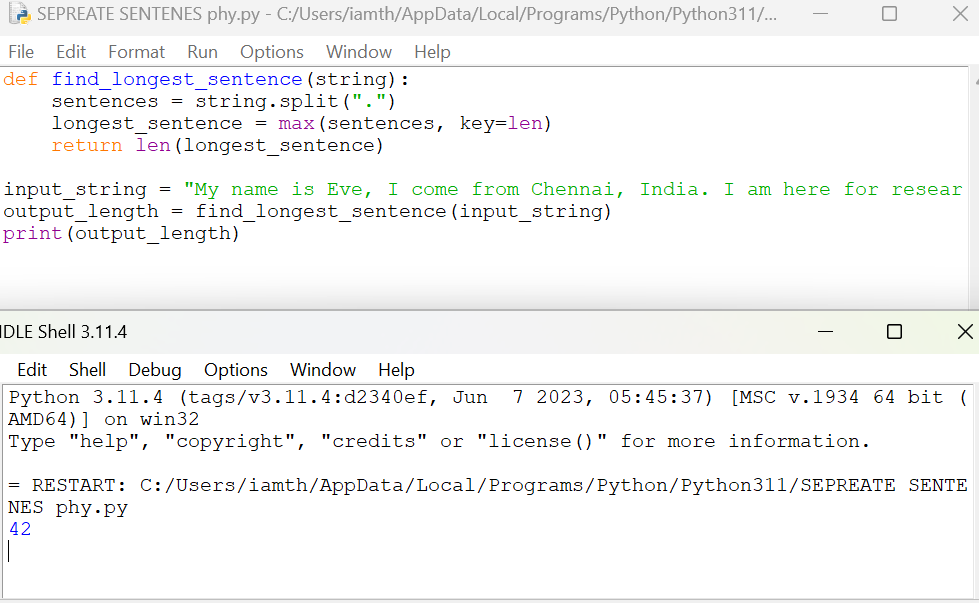 SEPREATE SENTENES phy.py - C:/Users/iamth/AppData/Local/Programs/Python/Python311/...
File Edit Format Run Options Window Help
def find_longest_sentence(string):
    sentences = string.split(".")
    longest_sentence = max(sentences, key=len)
    return len(longest_sentence)
input_string = "My name is Eve, I come from Chennai, India. I am here for resear
output_length = find_longest_sentence(input_string)
print(output_length)
IDLE Shell 3.11.4
Edit Shell Debug Options Window Help
Python 3.11.4 (tags/v3.11.4:d2340ef, Jun  7 2023, 05:45:37) [MSC v.1934 64 bit (
AMD64)] on win32
Type "help", "copyright", "credits" or "license()" for more information.
= RESTART: C:/Users/iamth/AppData/Local/Programs/Python/Python311/SEPREATE SENTE
NES phy.py
42